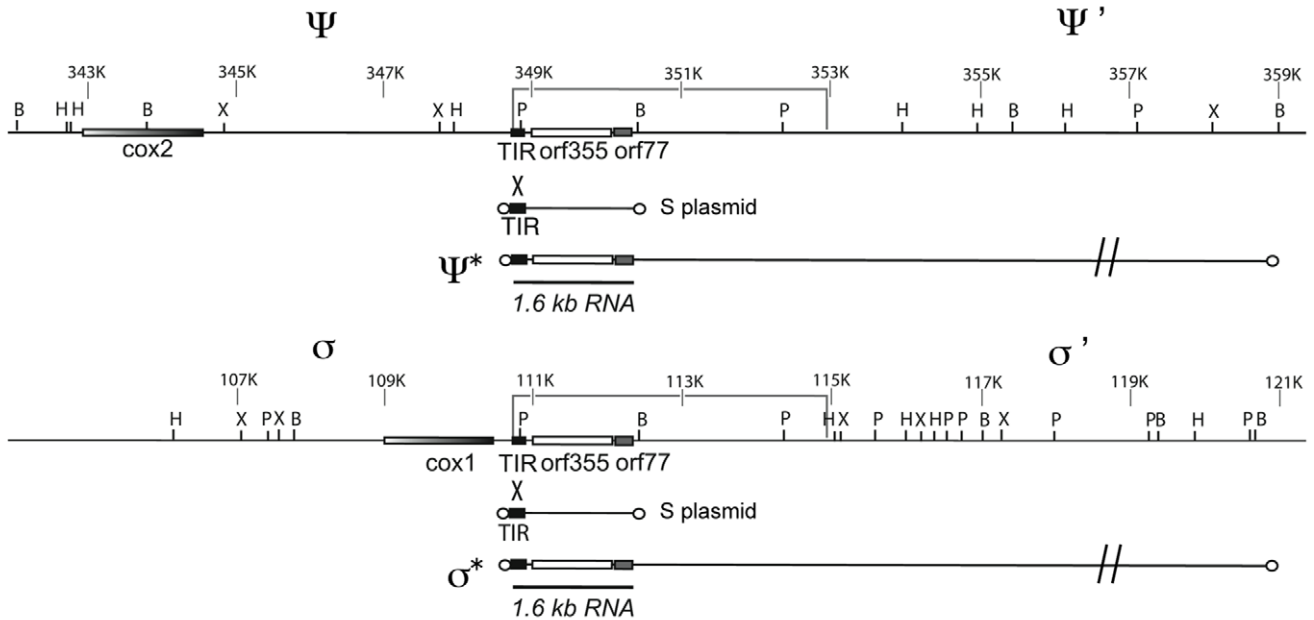 Ψ Ψ’
343K 345K 347K 349K 351K 353K 355K 357K 359K
B H H B X X H P B P H H B H P X B
cox2 TIR orf355 orf77
X
S plasmid
TIR
Ψ*
1.6 kb RNA
σ σ’
107K 109K 111K 113K 115K 117K 119K 121K
H X P X B P B P H X P H X H P P B X P P B H P B
cox1 TIR orf355 orf77
X
S plasmid
TIR
σ*
1.6 kb RNA